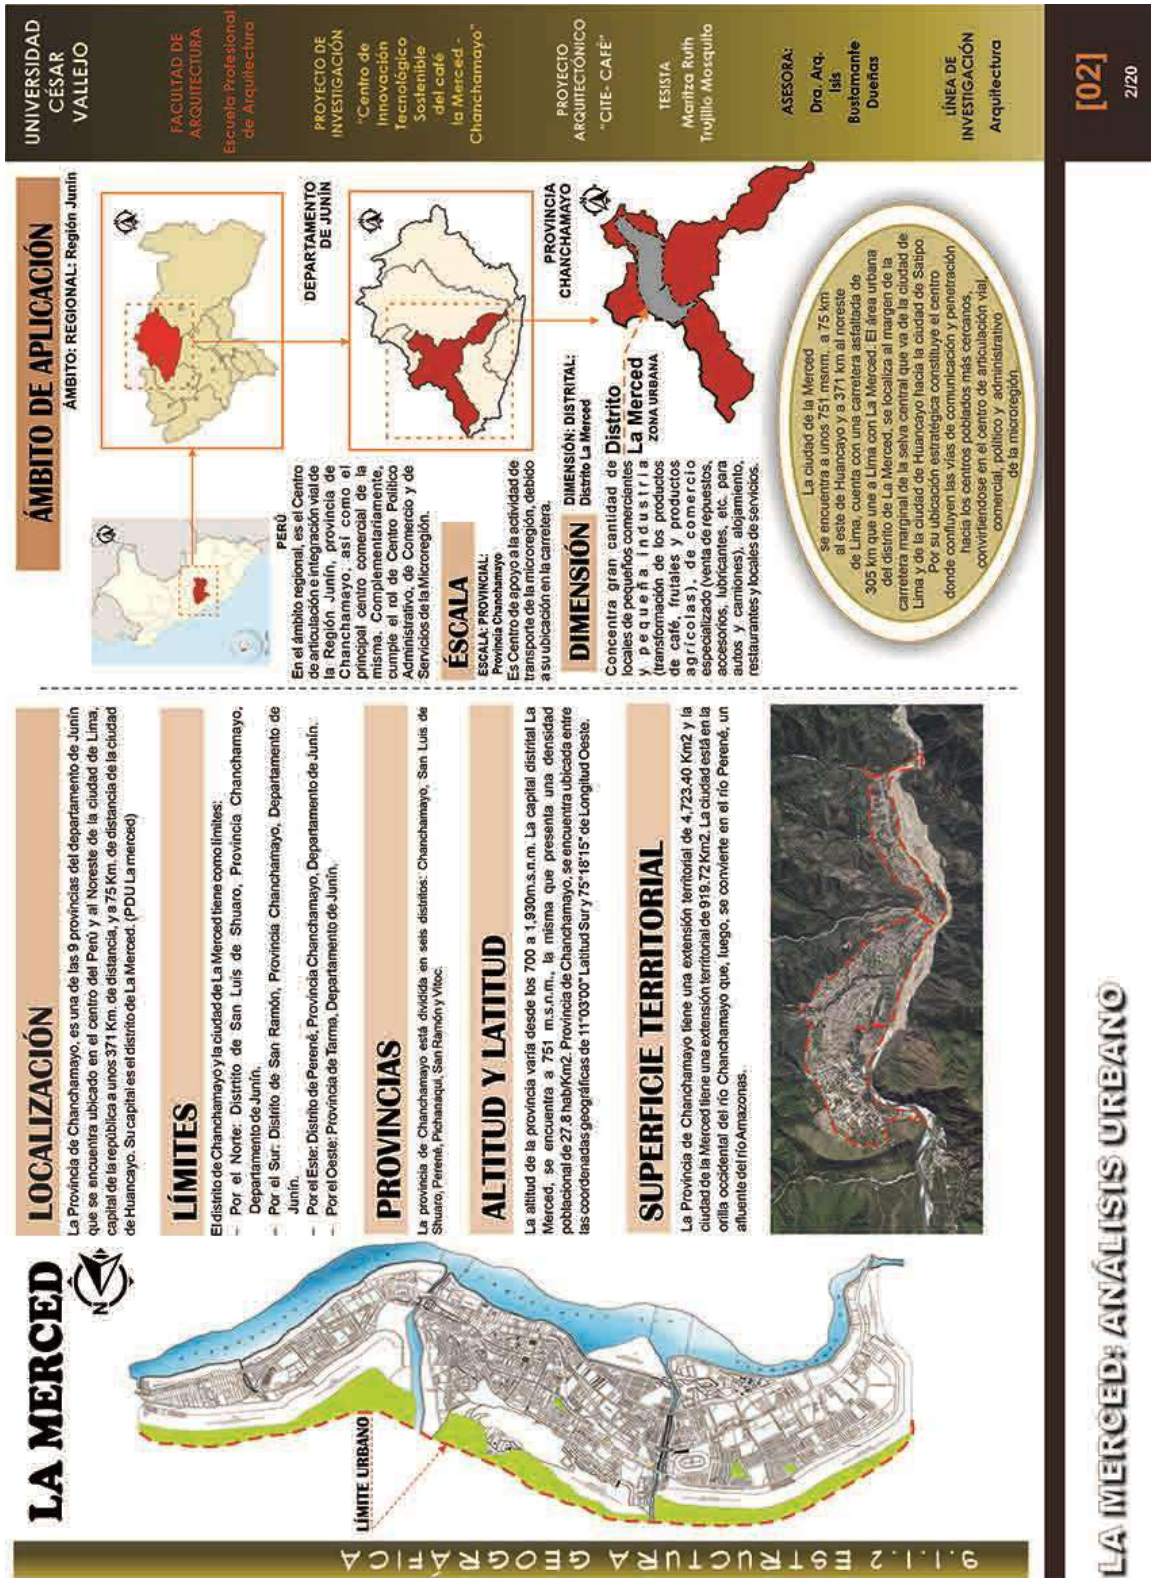 9.1.1.2 ESTRUCTURA GEOGRÁFICA
LA MERCED
N
LÍMITE URBANO
LOCALIZACIÓN
La Provincia de Chanchamayo, es una de las 9 provincias del departamento de Junín
que se encuentra ubicado en el centro del Perú y al Noreste de la ciudad de Lima,
capital de la república a unos 371 Km. de distancia, y a 75 Km. de distancia de la ciudad
de Huancayo. Su capital es el distrito de La Merced. (PDU La merced)
LÍMITES
El distrito de Chanchamayo y la ciudad de La Merced tiene como límites:
– Por el Norte: Distrito de San Luis de Shuaro, Provincia Chanchamayo,
Departamento de Junín.
– Por el Sur: Distrito de San Ramón, Provincia Chanchamayo, Departamento de
Junín.
– Por el Este: Distrito de Perené, Provincia Chanchamayo, Departamento de Junín.
– Por el Oeste: Provincia de Tarma, Departamento de Junín.
PROVINCIAS
La provincia de Chanchamayo está dividida en seis distritos: Chanchamayo, San Luis de
Shuaro, Perené, Pichanaqui, San Ramón y Vitoc.
ALTITUD Y LATITUD
La altitud de la provincia varía desde los 700 a 1,930m.s.n.m. La capital distrital La
Merced, se encuentra a 751 m.s.n.m., la misma que presenta una densidad
poblacional de 27.8 hab/Km2. Provincia de Chanchamayo, se encuentra ubicada entre
las coordenadas geográficas de 11°03'00" Latitud Sur y 75°18'15" de Longitud Oeste.
SUPERFICIE TERRITORIAL
La Provincia de Chanchamayo tiene una extensión territorial de 4,723.40 Km2 y la
ciudad de la Merced tiene una extensión territorial de 919.72 Km2. La ciudad está en la
orilla occidental del río Chanchamayo que, luego, se convierte en el río Perené, un
afluente del río Amazonas.
ÁMBITO DE APLICACIÓN
ÁMBITO: REGIONAL: Región Junín
PERÚ
En el ámbito regional, es el Centro
de articulación e integración vial de
la Región Junín, provincia de
Chanchamayo, así como el
principal centro comercial de la
misma. Complementariamente,
cumple el rol de Centro Político
Administrativo, de Comercio y de
Servicios de la Microregión.
DEPARTAMENTO
DE JUNÍN
ÉSCALA
ESCALA: PROVINCIAL:
Provincia Chanchamayo
Es Centro de apoyo a la actividad de
transporte de la microregión, debido
a su ubicación en la carretera.
PROVINCIA
CHANCHAMAYO
DIMENSIÓN
DIMENSIÓN: DISTRITAL:
Distrito La Merced
Concentra gran cantidad de
locales de pequeños comerciantes
y pequeña industria
(transformación de los productos
de café, frutales y productos
agrícolas), de comercio
especializado (venta de repuestos,
accesorios, lubricantes, etc. para
autos y camiones), alojamiento,
restaurantes y locales de servicios.
Distrito
La Merced
ZONA URBANA
La ciudad de la Merced
se encuentra a unos 751 msnm, a 75 km
al este de Huancayo y a 371 km al noreste
de Lima, cuenta con una carretera asfaltada de
305 km que une a Lima con La Merced. El área urbana
del distrito de La Merced, se localiza al margen de la
carretera marginal de la selva central que va de la ciudad de
Lima y de la ciudad de Huancayo hacia la ciudad de Satipo.
Por su ubicación estratégica constituye el centro
donde confluyen las vías de comunicación y penetración
hacia los centros poblados más cercanos,
convirtiéndose en el centro de articulación vial,
comercial, político y administrativo
de la microregión.
UNIVERSIDAD
CÉSAR
VALLEJO
FACULTAD DE
ARQUITECTURA
Escuela Profesional
de Arquitectura
PROYECTO DE
INVESTIGACIÓN
"Centro de
Innovación
Tecnológico
Sostenible
del café
la Merced -
Chanchamayo"
PROYECTO
ARQUITECTÓNICO
"CITE- CAFÉ"
TESISTA
Maritza Ruth
Trujillo Mosquito
ASESORA:
Dra. Arq.
Isis
Bustamante
Dueñas
LÍNEA DE
INVESTIGACIÓN
Arquitectura
LA MERCED: ANÁLISIS URBANO
[02]
2/20